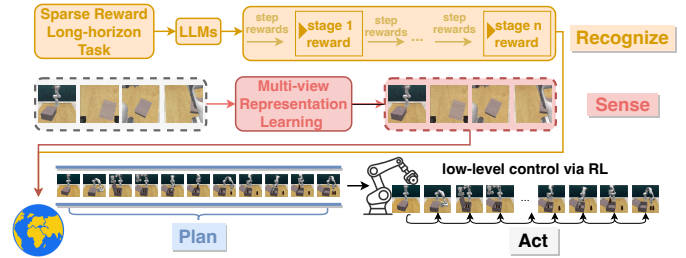 Sparse Reward
Long-horizon
Task
LLMs
step
rewards
stage 1
reward
step
rewards
...
step
rewards
stage n
reward
Recognize
Multi-view
Representation
Learning
Sense
low-level control via RL
...
Plan
Act